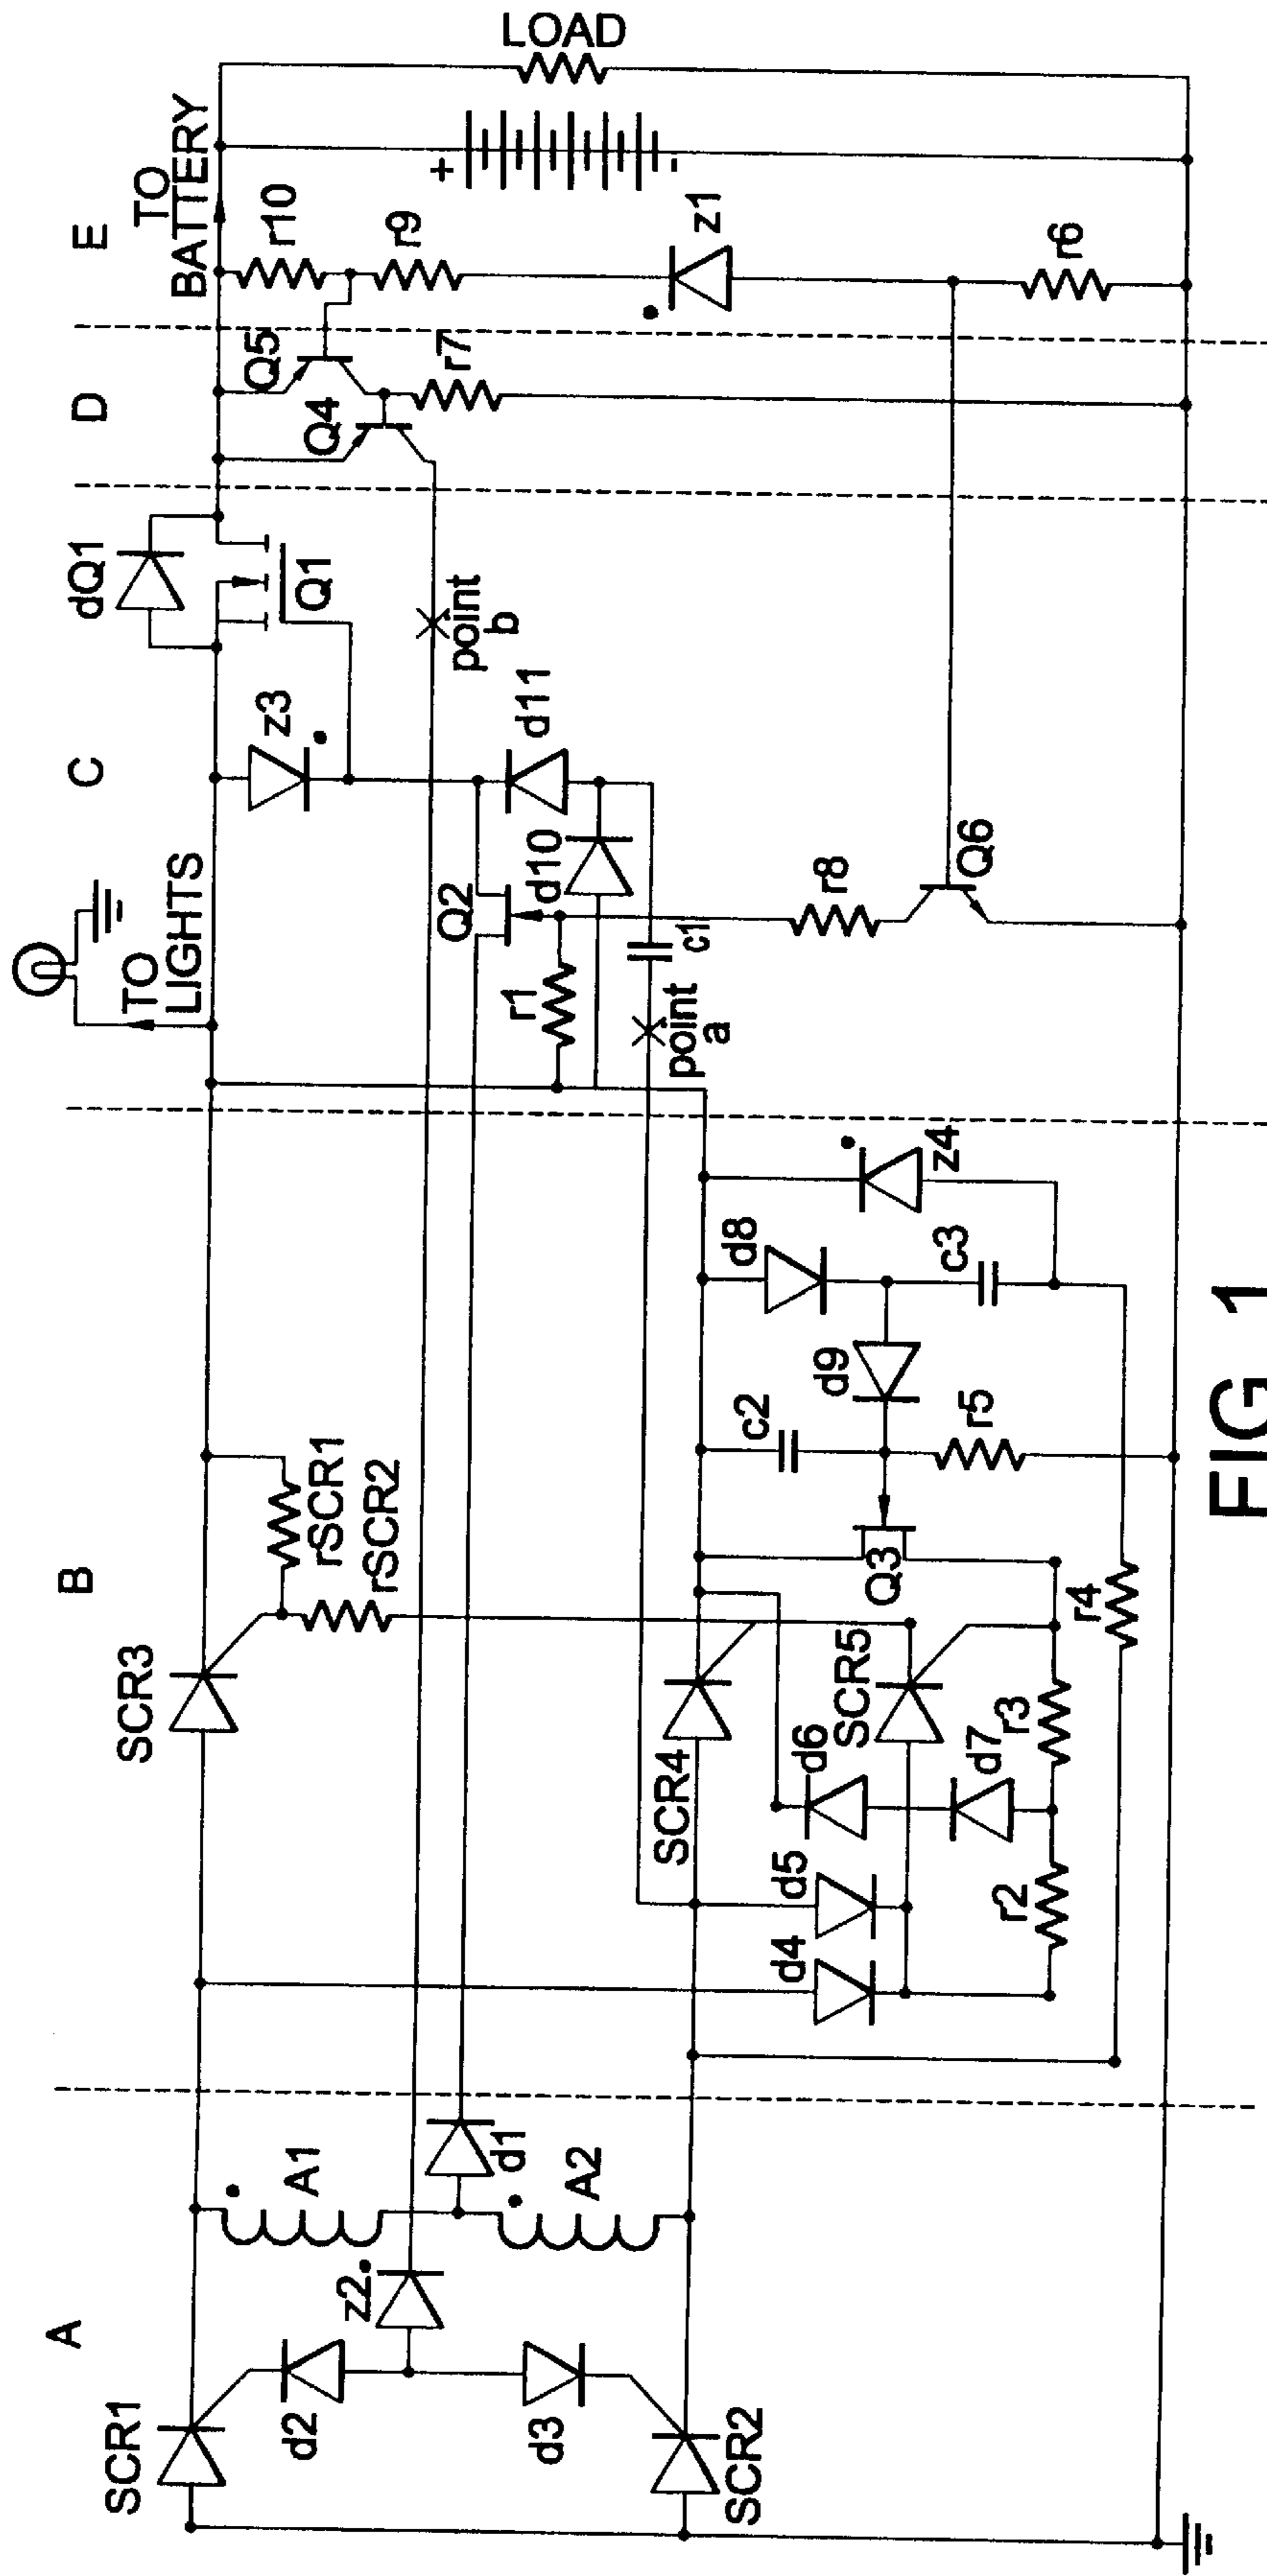 A
B
C
D
E
SCR1
d2
z2
d3
SCR2
A1
d1
A2
SCR3
rSCR1
rSCR2
SCR4
d4
d5
d6
d7
SCR5
r2
r3
Q3
r4
c2
d9
r5
d8
c3
z4
TO
LIGHTS
r1
Q2
d10
c1
point
a
d11
z3
dQ1
Q1
point
b
r8
Q6
Q4
Q5
r7
TO
BATTERY
r10
r9
z1
r6
+
-
LOAD
FIG 1